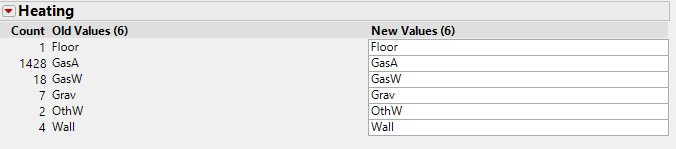 Heating
Count Old Values (6) New Values (6)
1 Floor Floor
1428 GasA GasA
18 GasW GasW
7 Grav Grav
2 OthW OthW
4 Wall Wall